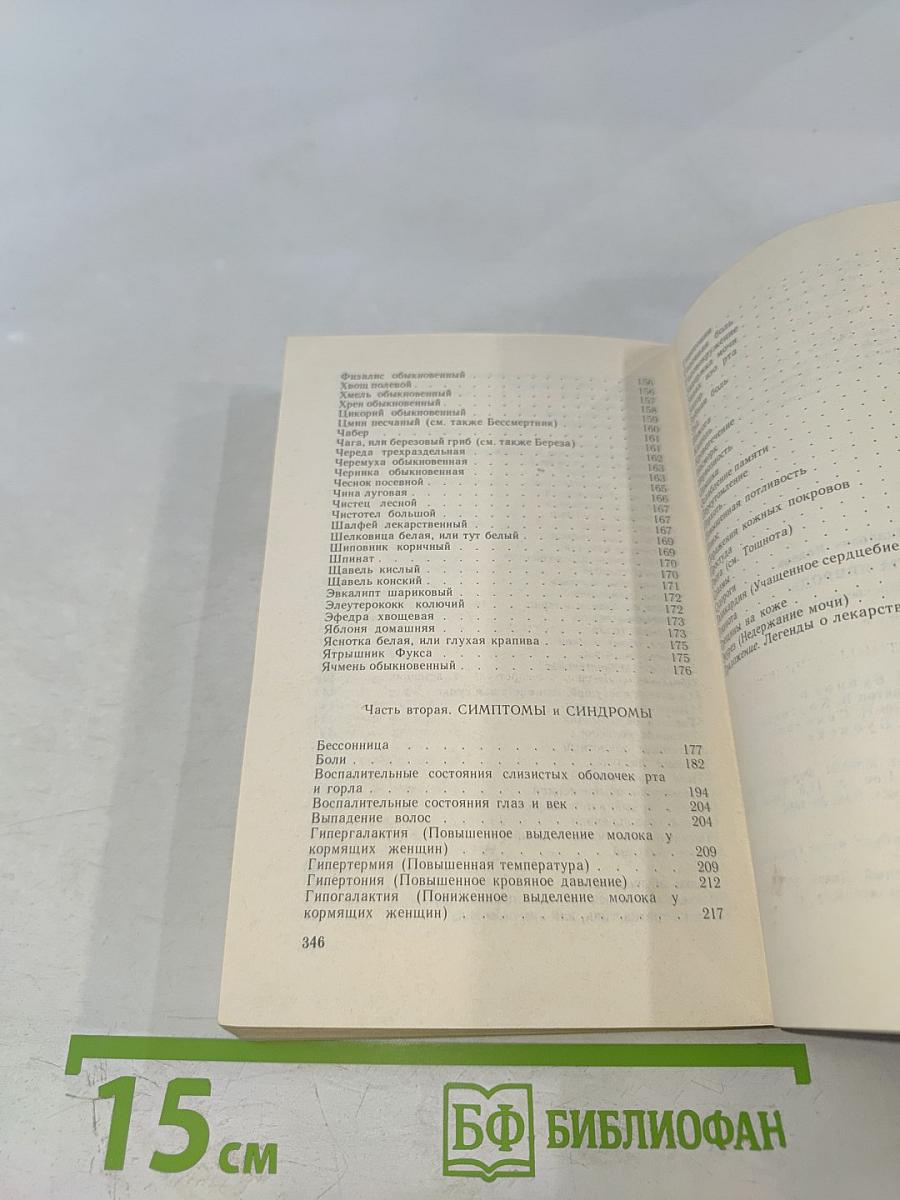 Физалис обыкновенный . . . . . . . . . . 156
Хвощ полевой . . . . . . . . . . 156
Хмель обыкновенный . . . . . . . . . . 157
Хрен обыкновенный . . . . . . . . . . 158
Цикорий обыкновенный . . . . . . . . . . 159
Цмин песчаный (см. также Бессмертник) . . . . . 160
Чабер . . . . . . . . . . 161
Чага, или березовый гриб (см. также Береза) . . . . 161
Череда трехраздельная . . . . . . . . . . 162
Черемуха обыкновенная . . . . . . . . . . 163
Черника обыкновенная . . . . . . . . . . 163
Чеснок посевной . . . . . . . . . . 165
Чина луговая . . . . . . . . . . 166
Чистец лесной . . . . . . . . . . 167
Чистотел большой . . . . . . . . . . 167
Шалфей лекарственный . . . . . . . . . . 167
Шелковица белая, или тут белый . . . . . . . 169
Шиповник коричный . . . . . . . . . . 169
Шпинат . . . . . . . . . . 170
Щавель кислый . . . . . . . . . . 170
Щавель конский . . . . . . . . . . 171
Эвкалипт шариковый . . . . . . . . . . 172
Элеутерококк колючий . . . . . . . . . . 172
Эфедра хвощевая . . . . . . . . . . 173
Яблоня домашняя . . . . . . . . . . 173
Яснотка белая, или глухая крапива . . . . . . 175
Ятрышник Фукса . . . . . . . . . . 175
Ячмень обыкновенный . . . . . . . . . . 176
Часть вторая. СИМПТОМЫ и СИНДРОМЫ
Бессонница . . . . . . . . . . 177
Боли . . . . . . . . . . 182
Воспалительные состояния слизистых оболочек рта
и горла . . . . . . . . . . 194
Воспалительные состояния глаз и век . . . . . 204
Выпадение волос . . . . . . . . . . 204
Гипергалактия (Повышенное выделение молока у
кормящих женщин) . . . . . . . . . . 209
Гипертермия (Повышенная температура) . . . . . 209
Гипертония (Повышенное кровяное давление) . . . 212
Гипогалактия (Пониженное выделение молока у
кормящих женщин) . . . . . . . . . . 217
346
боль
мочи
рта
боль
памяти
потливость
кожных покровов
(см. Тошнота)
(Учащенное сердцебие
на коже
(Недержание мочи)
Легенды о лекарств
15 см
БФ БИБЛИОФАН